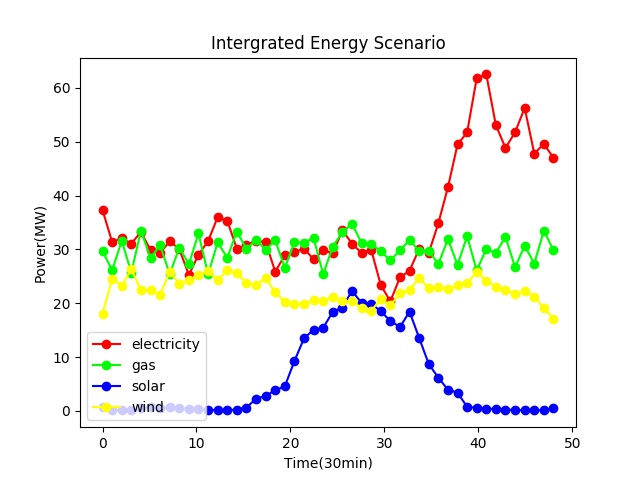 Intergrated Energy Scenario
Power(MW)
60
50
40
30
20
10
0
electricity
gas
solar
wind
0 10 20 30 40 50
Time(30min)